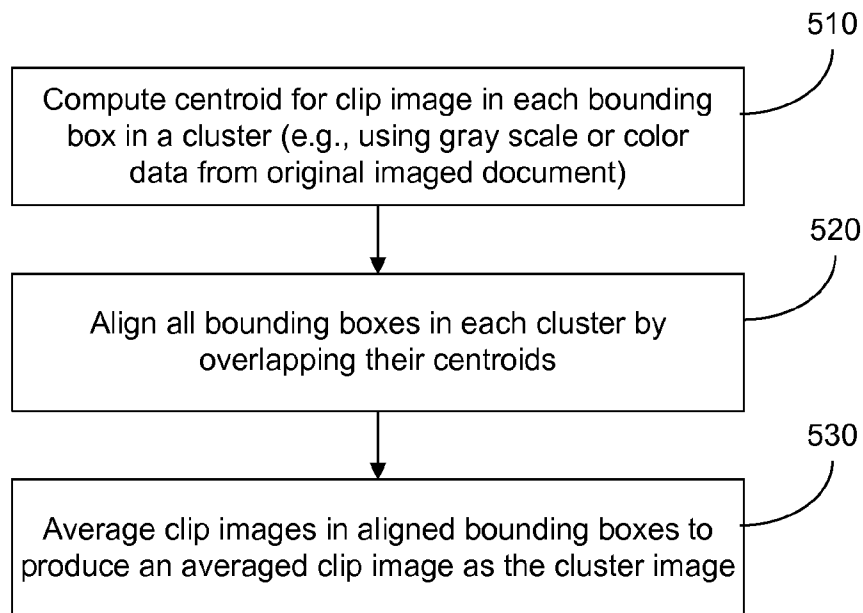 510
Compute centroid for clip image in each bounding
box in a cluster (e.g., using gray scale or color
data from original imaged document)
520
Align all bounding boxes in each cluster by
overlapping their centroids
530
Average clip images in aligned bounding boxes to
produce an averaged clip image as the cluster image